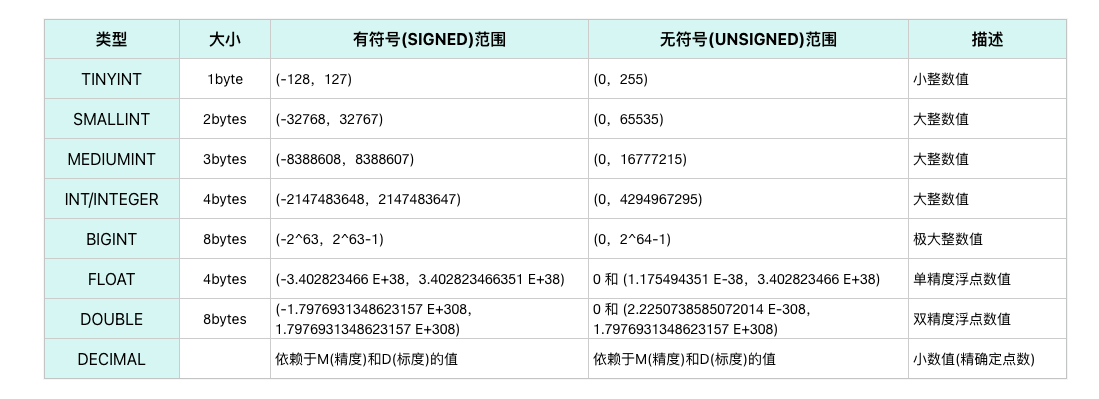 类型 大小 有符号(SIGNED)范围 无符号(UNSIGNED)范围 描述
TINYINT 1byte (-128，127) (0，255) 小整数值
SMALLINT 2bytes (-32768，32767) (0，65535) 大整数值
MEDIUMINT 3bytes (-8388608，8388607) (0，16777215) 大整数值
INT/INTEGER 4bytes (-2147483648，2147483647) (0，4294967295) 大整数值
BIGINT 8bytes (-2^63，2^63-1) (0，2^64-1) 极大整数值
FLOAT 4bytes (-3.402823466 E+38，3.402823466351 E+38) 0 和 (1.175494351 E-38，3.402823466 E+38) 单精度浮点数值
DOUBLE 8bytes (-1.7976931348623157 E+308，
1.7976931348623157 E+308) 0 和 (2.2250738585072014 E-308，
1.7976931348623157 E+308) 双精度浮点数值
DECIMAL 依赖于M(精度)和D(标度)的值 依赖于M(精度)和D(标度)的值 小数值(精确定点数)